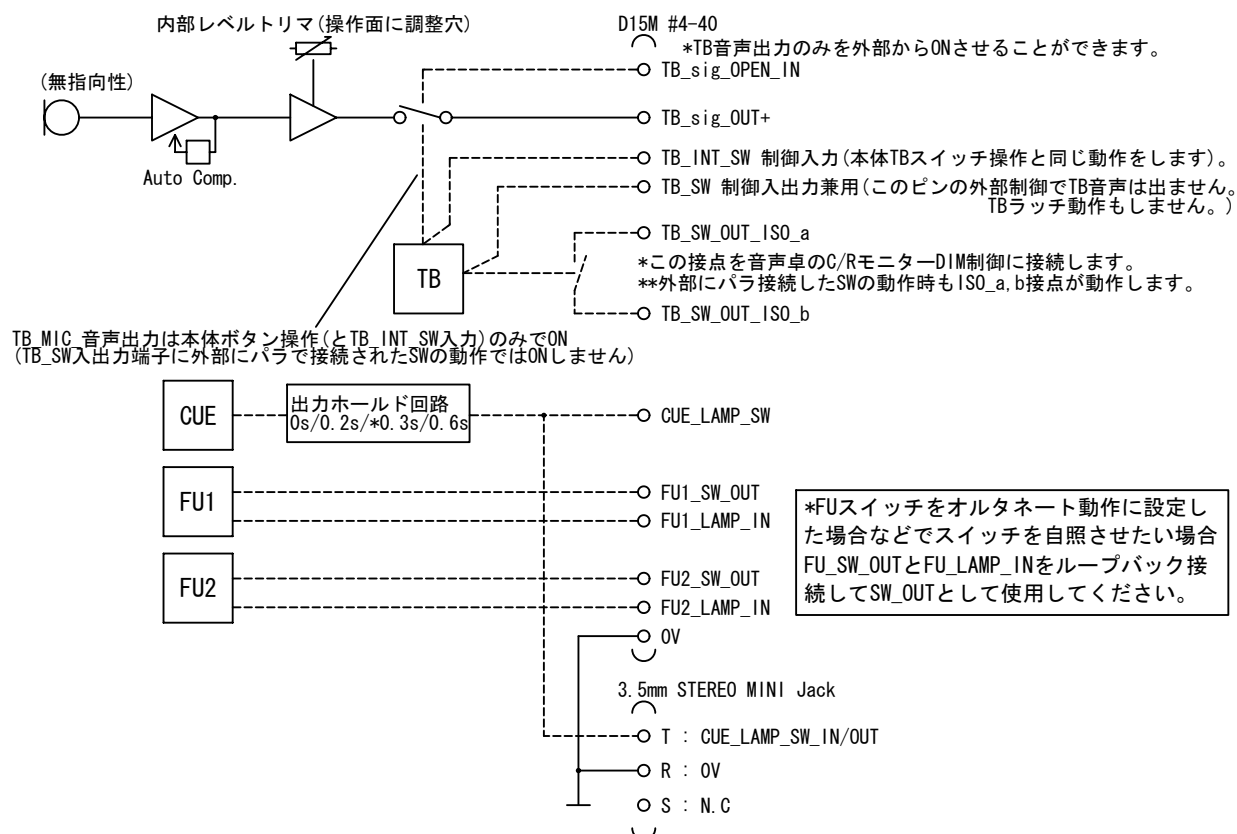 内部レベルトリマ(操作面に調整穴)
D15M #4-40
*TB音声出力のみを外部からONさせることができます。
(無指向性)
TB_sig_OPEN_IN
TB_sig_OUT+
Auto Comp.
TB_INT_SW 制御入力(本体TBスイッチ操作と同じ動作をします)。
TB_SW 制御入出力兼用(このピンの外部制御でTB音声は出ません。
TBラッチ動作もしません。)
TB_SW_OUT_ISO_a
TB
*この接点を音声卓のC/RモニターDIM制御に接続します。
**外部にパラ接続したSWの動作時もISO_a,b接点が動作します。
TB_SW_OUT_ISO_b
TB_MIC_音声出力は本体ボタン操作(とTB_INT_SW入力)のみでON
(TB_SW入出力端子に外部にパラで接続されたSWの動作ではONしません)
CUE
出力ホールド回路
0s/0.2s/*0.3s/0.6s
CUE_LAMP_SW
FU1
FU1_SW_OUT
FU1_LAMP_IN
FU2
FU2_SW_OUT
FU2_LAMP_IN
*FUスイッチをオルタネート動作に設定し
た場合などでスイッチを自照させたい場合
FU_SW_OUTとFU_LAMP_INをループバック接
続してSW_OUTとして使用してください。
0V
3.5mm STEREO MINI Jack
T : CUE_LAMP_SW_IN/OUT
R : 0V
S : N.C